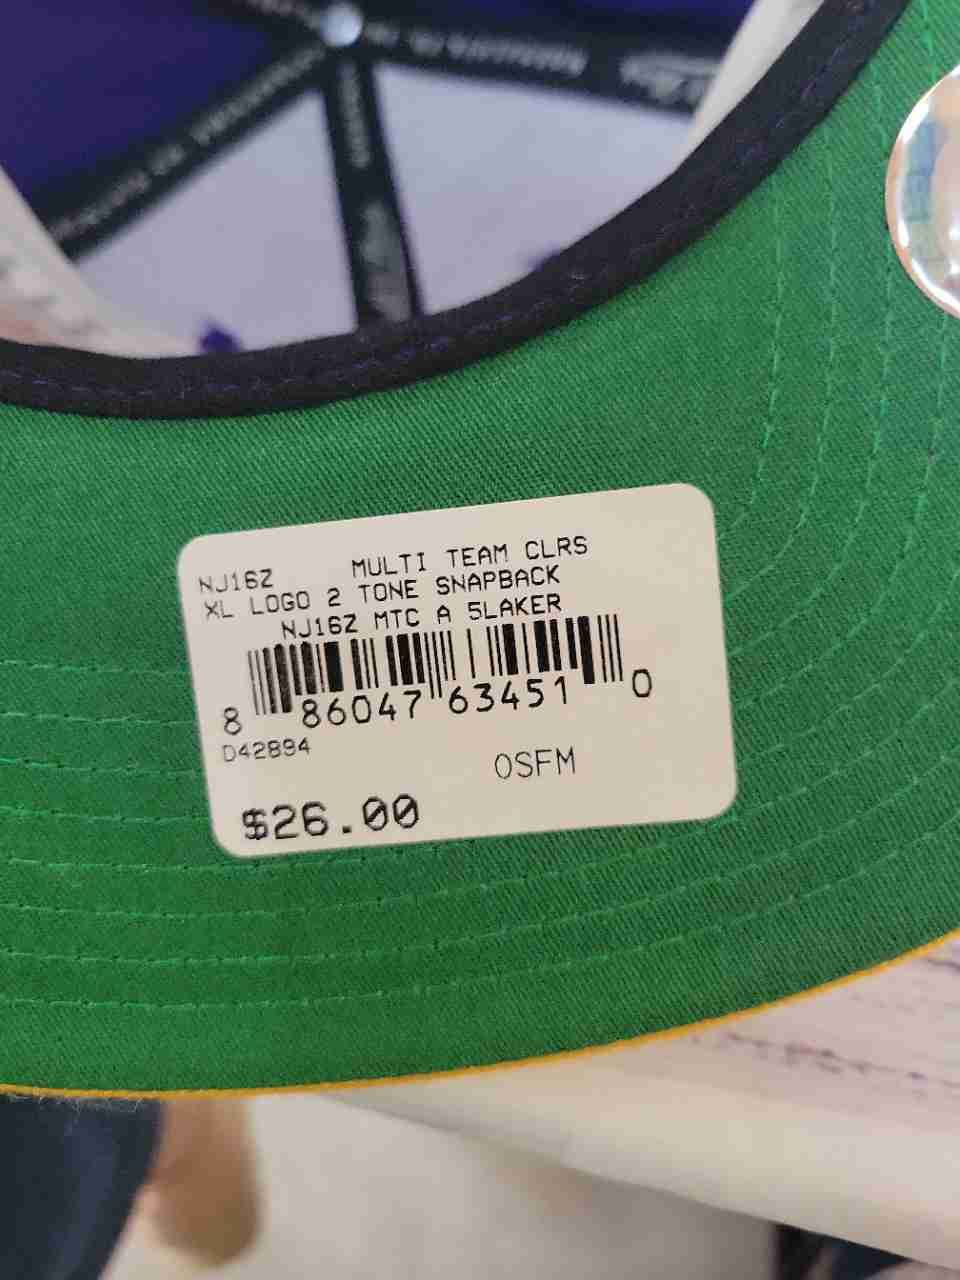 NJ16Z MULTI TEAM CLRS
XL LOGO 2 TONE SNAPBACK
NJ16Z MTC A 5LAKER
8 86047 63451 0
D42894
OSFM
$26.00